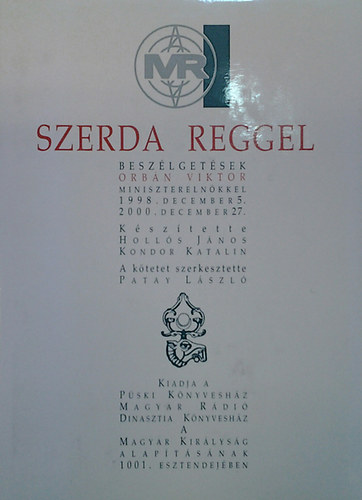 MR
SZERDA REGGEL
BESZÉLGETÉSEK
ORBÁN VIKTOR
MINISZTERELNÖKKEL
1998. DECEMBER 5.
2000. DECEMBER 27.
Készítette
HOLLÓS JÁNOS
KONDOR KATALIN
A kötetet szerkesztette
PATAY LÁSZLÓ
KIADJA A
PÜSKI KÖNYVESHÁZ
MAGYAR RÁDIÓ
DINASZTIA KÖNYVESHÁZ
A
MAGYAR KIRÁLYSÁG
ALAPÍTÁSÁNAK
1001. ESZTENDEJÉBEN